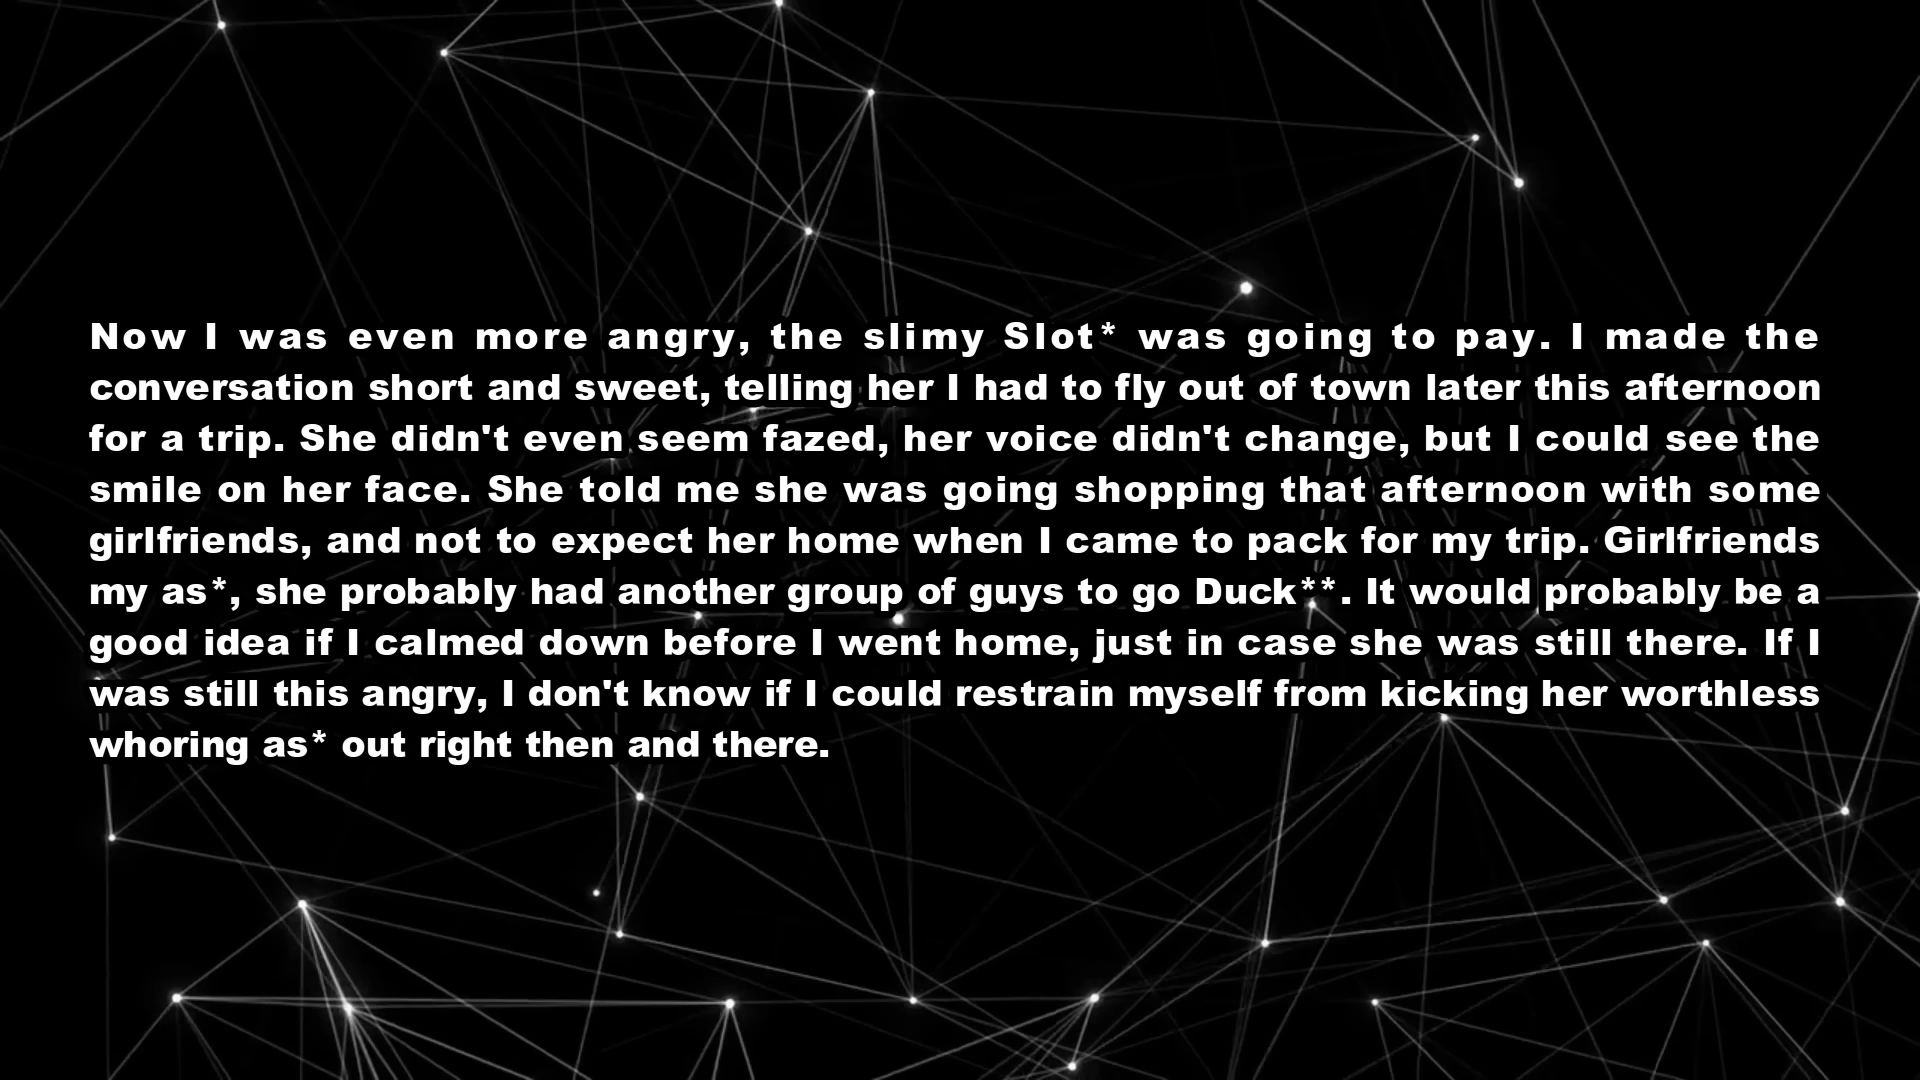 Now I was even more angry, the slimy Slot* was going to pay. I made the
conversation short and sweet, telling her I had to fly out of town later this afternoon
for a trip. She didn't even seem fazed, her voice didn't change, but I could see the
smile on her face. She told me she was going shopping that afternoon with some
girlfriends, and not to expect her home when I came to pack for my trip. Girlfriends
my as*, she probably had another group of guys to go Duck**. It would probably be a
good idea if I calmed down before I went home, just in case she was still there. If I
was still this angry, I don't know if I could restrain myself from kicking her worthless
whoring as* out right then and there.